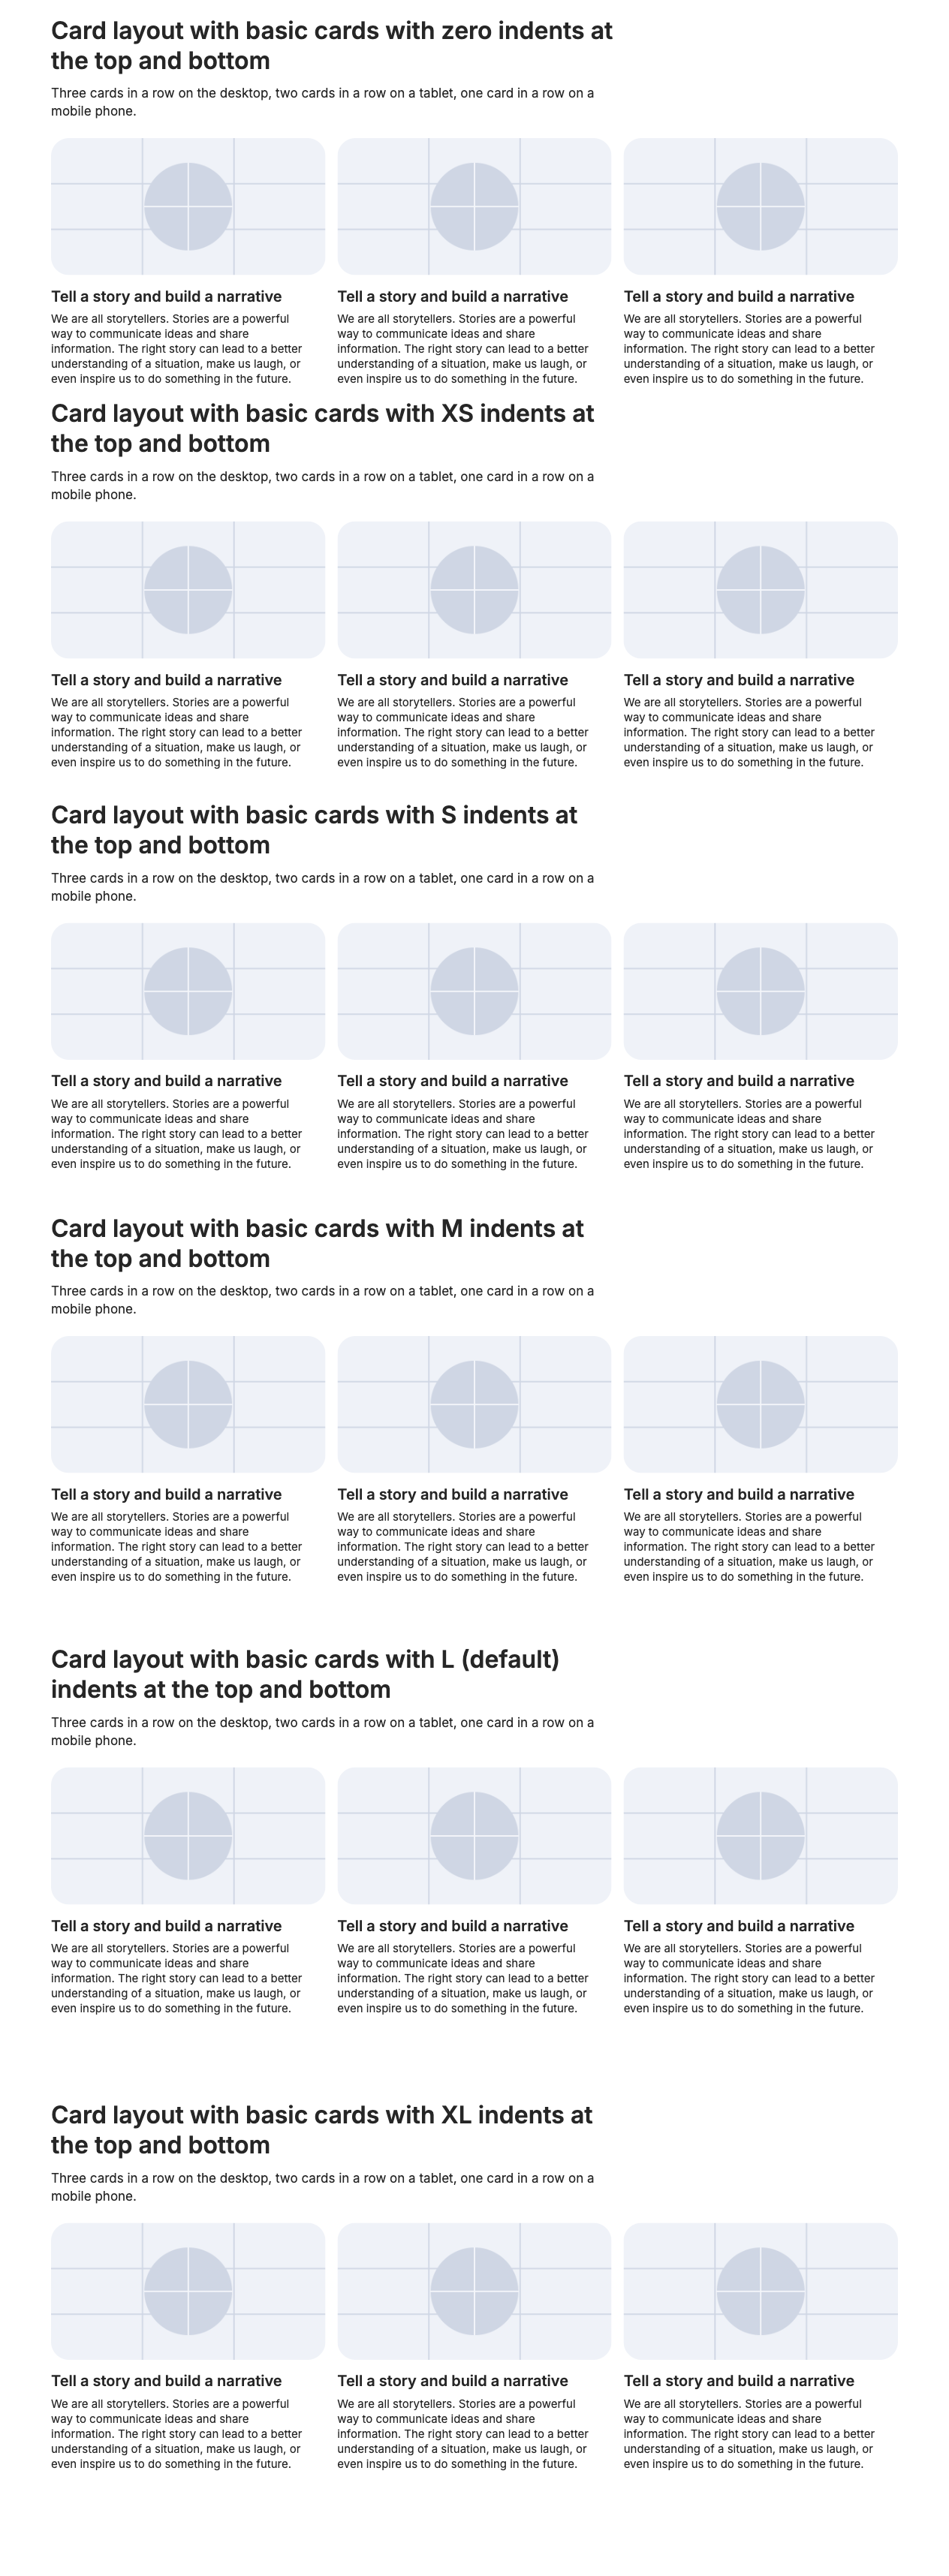 Card layout with basic cards with zero indents at
the top and bottom
Three cards in a row on the desktop, two cards in a row on a tablet, one card in a row on a
mobile phone.
Tell a story and build a narrative
We are all storytellers. Stories are a powerful
way to communicate ideas and share
information. The right story can lead to a better
understanding of a situation, make us laugh, or
even inspire us to do something in the future.
Tell a story and build a narrative
We are all storytellers. Stories are a powerful
way to communicate ideas and share
information. The right story can lead to a better
understanding of a situation, make us laugh, or
even inspire us to do something in the future.
Tell a story and build a narrative
We are all storytellers. Stories are a powerful
way to communicate ideas and share
information. The right story can lead to a better
understanding of a situation, make us laugh, or
even inspire us to do something in the future.
Card layout with basic cards with XS indents at
the top and bottom
Three cards in a row on the desktop, two cards in a row on a tablet, one card in a row on a
mobile phone.
Tell a story and build a narrative
We are all storytellers. Stories are a powerful
way to communicate ideas and share
information. The right story can lead to a better
understanding of a situation, make us laugh, or
even inspire us to do something in the future.
Tell a story and build a narrative
We are all storytellers. Stories are a powerful
way to communicate ideas and share
information. The right story can lead to a better
understanding of a situation, make us laugh, or
even inspire us to do something in the future.
Tell a story and build a narrative
We are all storytellers. Stories are a powerful
way to communicate ideas and share
information. The right story can lead to a better
understanding of a situation, make us laugh, or
even inspire us to do something in the future.
Card layout with basic cards with S indents at
the top and bottom
Three cards in a row on the desktop, two cards in a row on a tablet, one card in a row on a
mobile phone.
Tell a story and build a narrative
We are all storytellers. Stories are a powerful
way to communicate ideas and share
information. The right story can lead to a better
understanding of a situation, make us laugh, or
even inspire us to do something in the future.
Tell a story and build a narrative
We are all storytellers. Stories are a powerful
way to communicate ideas and share
information. The right story can lead to a better
understanding of a situation, make us laugh, or
even inspire us to do something in the future.
Tell a story and build a narrative
We are all storytellers. Stories are a powerful
way to communicate ideas and share
information. The right story can lead to a better
understanding of a situation, make us laugh, or
even inspire us to do something in the future.
Card layout with basic cards with M indents at
the top and bottom
Three cards in a row on the desktop, two cards in a row on a tablet, one card in a row on a
mobile phone.
Tell a story and build a narrative
We are all storytellers. Stories are a powerful
way to communicate ideas and share
information. The right story can lead to a better
understanding of a situation, make us laugh, or
even inspire us to do something in the future.
Tell a story and build a narrative
We are all storytellers. Stories are a powerful
way to communicate ideas and share
information. The right story can lead to a better
understanding of a situation, make us laugh, or
even inspire us to do something in the future.
Tell a story and build a narrative
We are all storytellers. Stories are a powerful
way to communicate ideas and share
information. The right story can lead to a better
understanding of a situation, make us laugh, or
even inspire us to do something in the future.
Card layout with basic cards with L (default)
indents at the top and bottom
Three cards in a row on the desktop, two cards in a row on a tablet, one card in a row on a
mobile phone.
Tell a story and build a narrative
We are all storytellers. Stories are a powerful
way to communicate ideas and share
information. The right story can lead to a better
understanding of a situation, make us laugh, or
even inspire us to do something in the future.
Tell a story and build a narrative
We are all storytellers. Stories are a powerful
way to communicate ideas and share
information. The right story can lead to a better
understanding of a situation, make us laugh, or
even inspire us to do something in the future.
Tell a story and build a narrative
We are all storytellers. Stories are a powerful
way to communicate ideas and share
information. The right story can lead to a better
understanding of a situation, make us laugh, or
even inspire us to do something in the future.
Card layout with basic cards with XL indents at
the top and bottom
Three cards in a row on the desktop, two cards in a row on a tablet, one card in a row on a
mobile phone.
Tell a story and build a narrative
We are all storytellers. Stories are a powerful
way to communicate ideas and share
information. The right story can lead to a better
understanding of a situation, make us laugh, or
even inspire us to do something in the future.
Tell a story and build a narrative
We are all storytellers. Stories are a powerful
way to communicate ideas and share
information. The right story can lead to a better
understanding of a situation, make us laugh, or
even inspire us to do something in the future.
Tell a story and build a narrative
We are all storytellers. Stories are a powerful
way to communicate ideas and share
information. The right story can lead to a better
understanding of a situation, make us laugh, or
even inspire us to do something in the future.